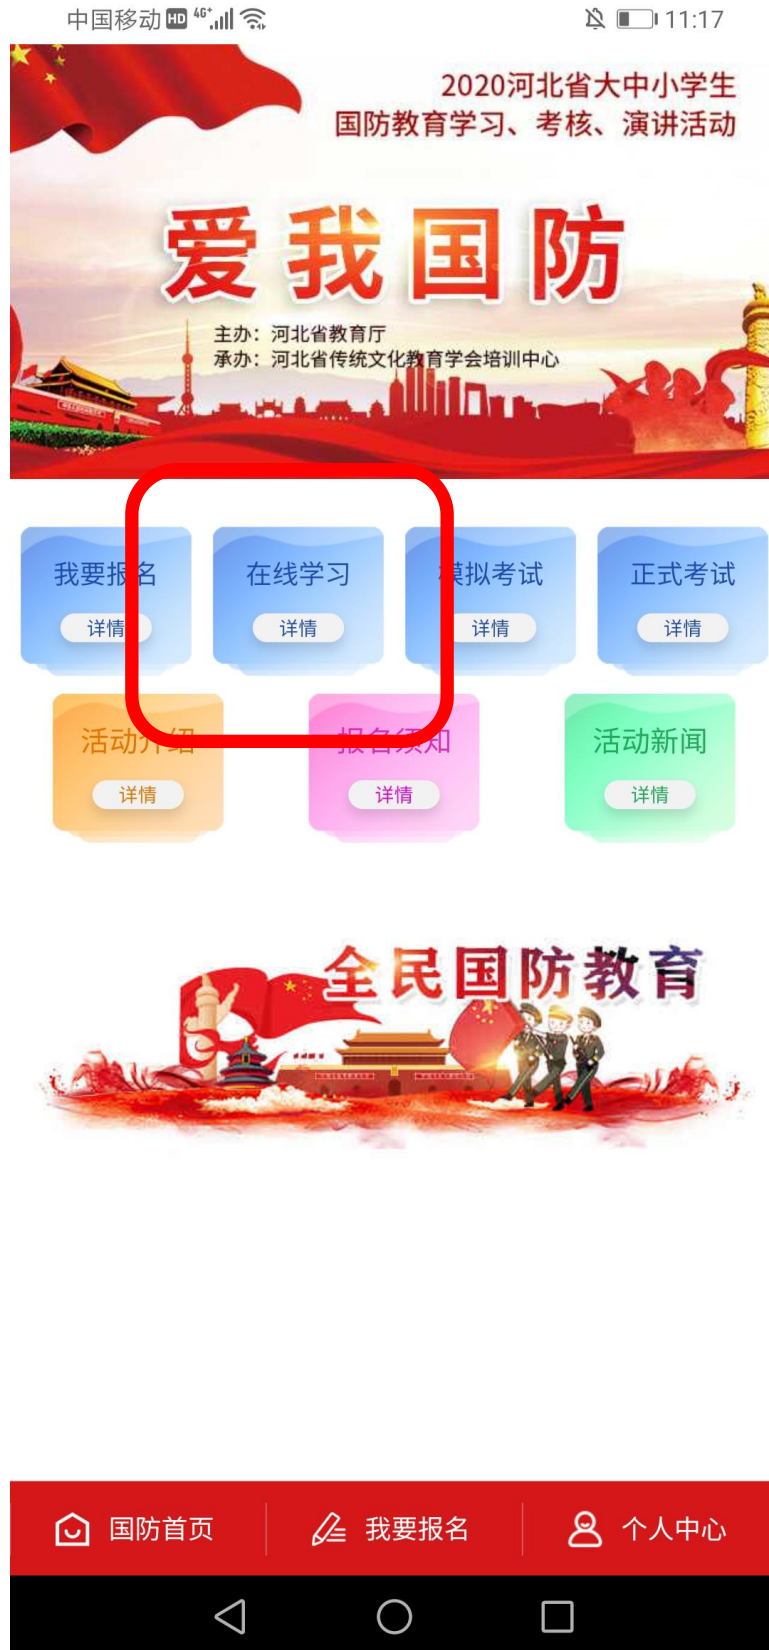 中国移动 HD 4G+ 11:17
2020河北省大中小学生
国防教育学习、考核、演讲活动
爱我国防
主办：河北省教育厅
承办：河北省传统文化教育学会培训中心
我要报名 在线学习 模拟考试 正式考试
详情 详情 详情 详情
活动介绍 报名须知 活动新闻
详情 详情 详情
全民国防教育
国防首页 我要报名 个人中心